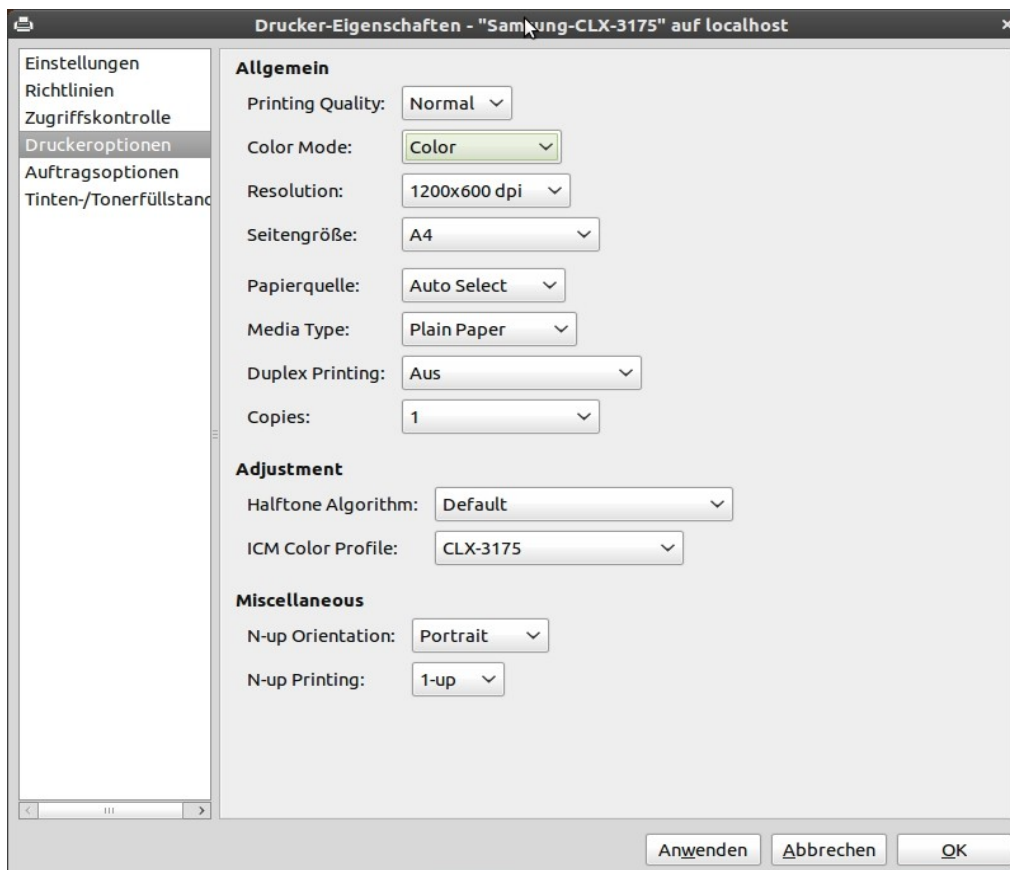 Drucker-Eigenschaften - "Samsung-CLX-3175" auf localhost
Einstellungen
Richtlinien
Zugriffskontrolle
Druckeroptionen
Auftragsoptionen
Tinten-/Tonerfüllstand
Allgemein
Printing Quality: Normal
Color Mode: Color
Resolution: 1200x600 dpi
Seitengröße: A4
Papierquelle: Auto Select
Media Type: Plain Paper
Duplex Printing: Aus
Copies: 1
Adjustment
Halftone Algorithm: Default
ICM Color Profile: CLX-3175
Miscellaneous
N-up Orientation: Portrait
N-up Printing: 1-up
Anwenden Abbrechen OK